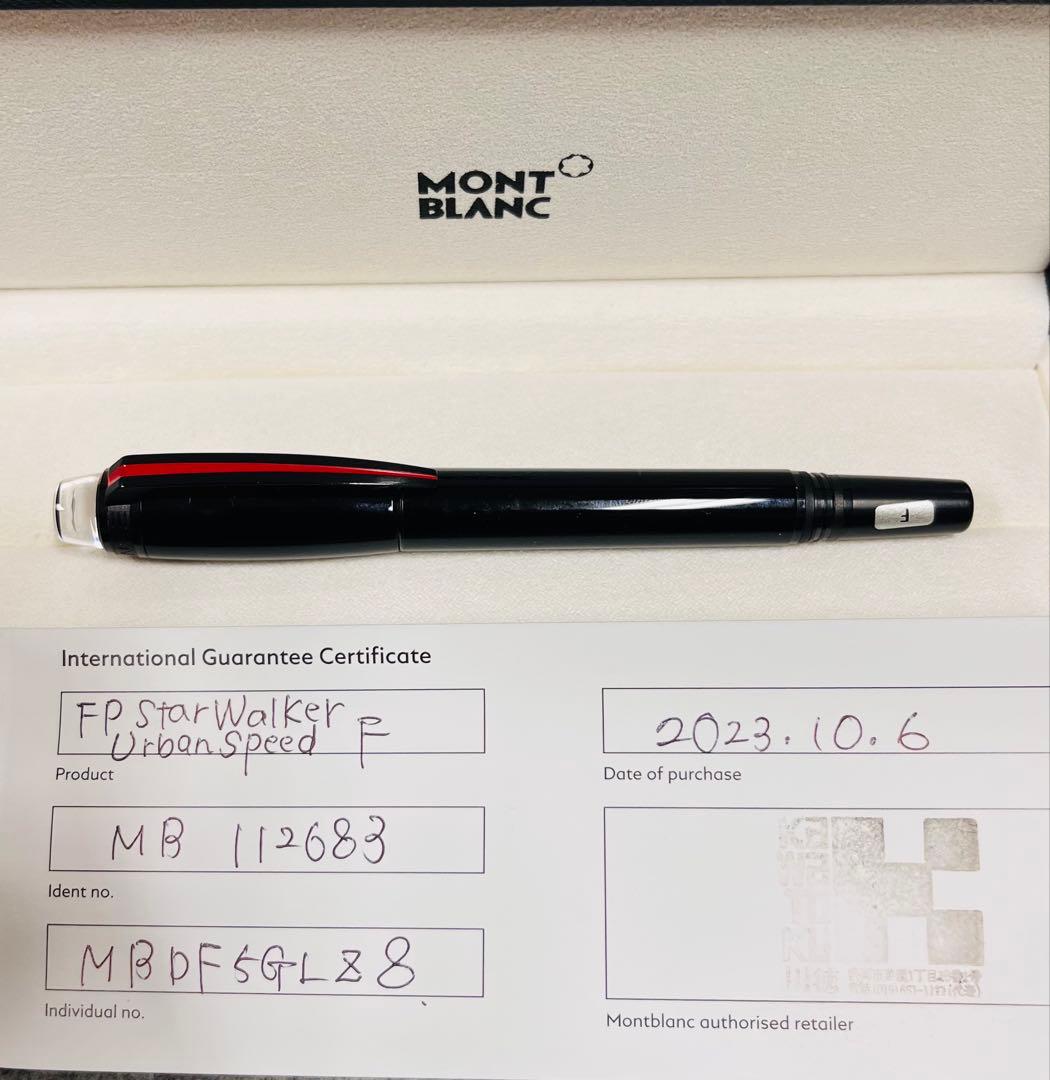 MONT
BLANC
F
International Guarantee Certificate
FP StarWalker
UrbanSpeed F
Product
2023.10.6
Date of purchase
MB 112683
Ident no.
MBDF5GLZ8
Individual no.
Montblanc authorised retailer